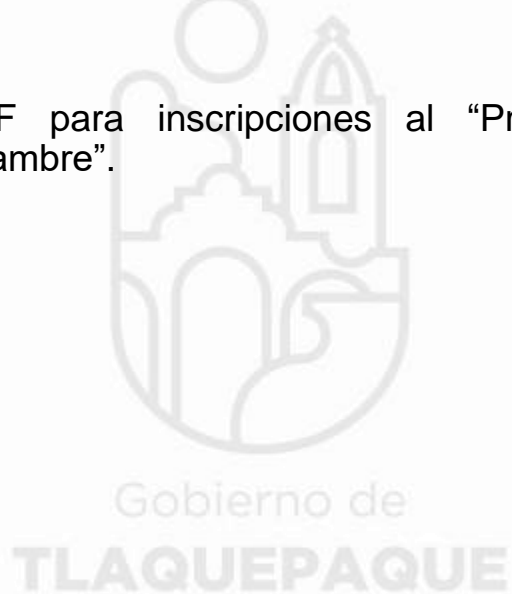 F para inscripciones al “Pr
ambre”.
Gobierno de
TLAQUEPAQUE